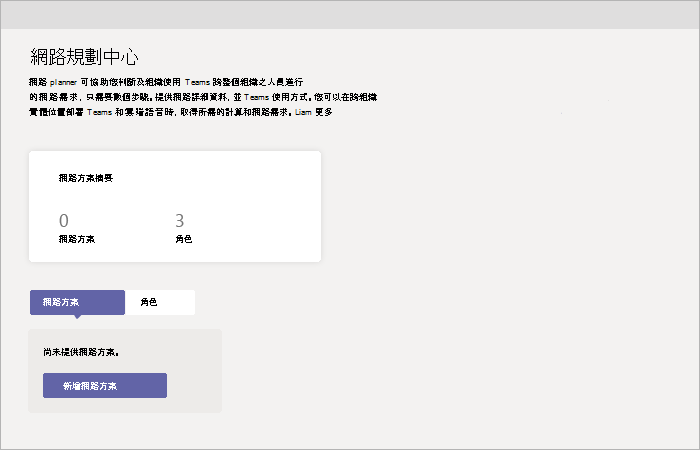 網路規劃中心
網路 planner 可協助您判斷及組織使用 Teams 跨整個組織之人員進行
的網路需求，只需要數個步驟。提供網路詳細資料，並 Teams 使用方式。您可以在跨組織
實體位置部署 Teams 和雲端語音時，取得所需的計算和網路需求。Liam 更多
網路方案摘要
0 3
網路方案 角色
網路方案 角色
尚未提供網路方案。
新增網路方案